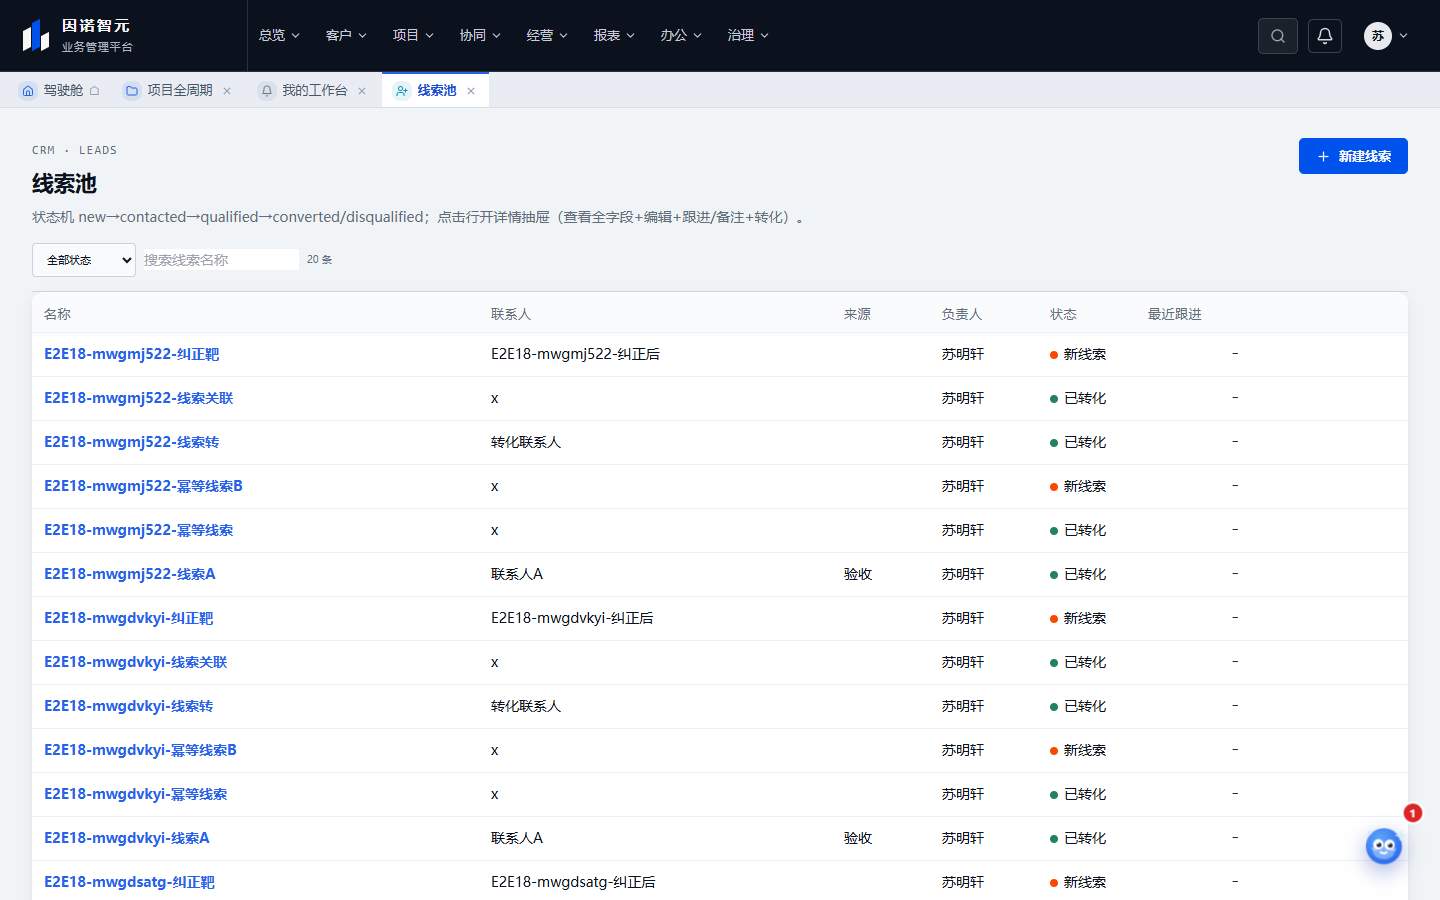 因诺智元
业务管理平台
总览 客户 项目 协同 经营 报表 办公 治理
苏
驾驶舱 项目全周期 × 我的工作台 × 线索池 ×
CRM · LEADS
+ 新建线索
线索池
状态机 new→contacted→qualified→converted/disqualified；点击行开详情抽屉（查看全字段+编辑+跟进/备注+转化）。
全部状态 搜索线索名称 20 条
名称 联系人 来源 负责人 状态 最近跟进
E2E18-mwgmj522-纠正靶 E2E18-mwgmj522-纠正后 苏明轩 新线索 -
E2E18-mwgmj522-线索关联 x 苏明轩 已转化 -
E2E18-mwgmj522-线索转 转化联系人 苏明轩 已转化 -
E2E18-mwgmj522-幂等线索B x 苏明轩 新线索 -
E2E18-mwgmj522-幂等线索 x 苏明轩 已转化 -
E2E18-mwgmj522-线索A 联系人A 验收 苏明轩 已转化 -
E2E18-mwgdvkyi-纠正靶 E2E18-mwgdvkyi-纠正后 苏明轩 新线索 -
E2E18-mwgdvkyi-线索关联 x 苏明轩 已转化 -
E2E18-mwgdvkyi-线索转 转化联系人 苏明轩 已转化 -
E2E18-mwgdvkyi-幂等线索B x 苏明轩 新线索 -
E2E18-mwgdvkyi-幂等线索 x 苏明轩 已转化 -
E2E18-mwgdvkyi-线索A 联系人A 验收 苏明轩 已转化 -
E2E18-mwgdsatg-纠正靶 E2E18-mwgdsatg-纠正后 苏明轩 新线索 -
1